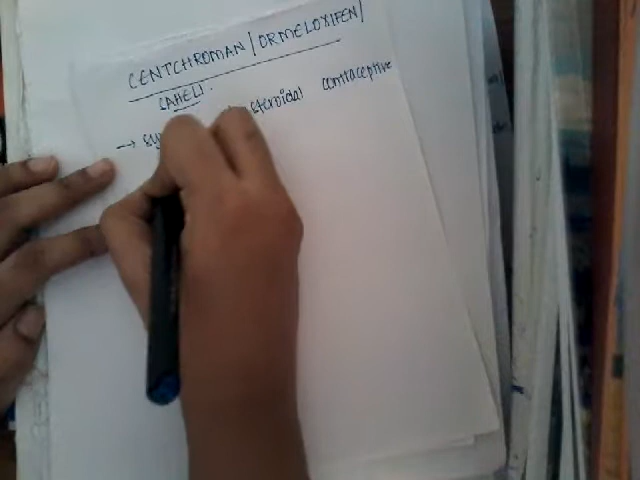 CENTCHROMAN / ORMELOXIFEN /
SAHELI.
→ steroidal contraceptive